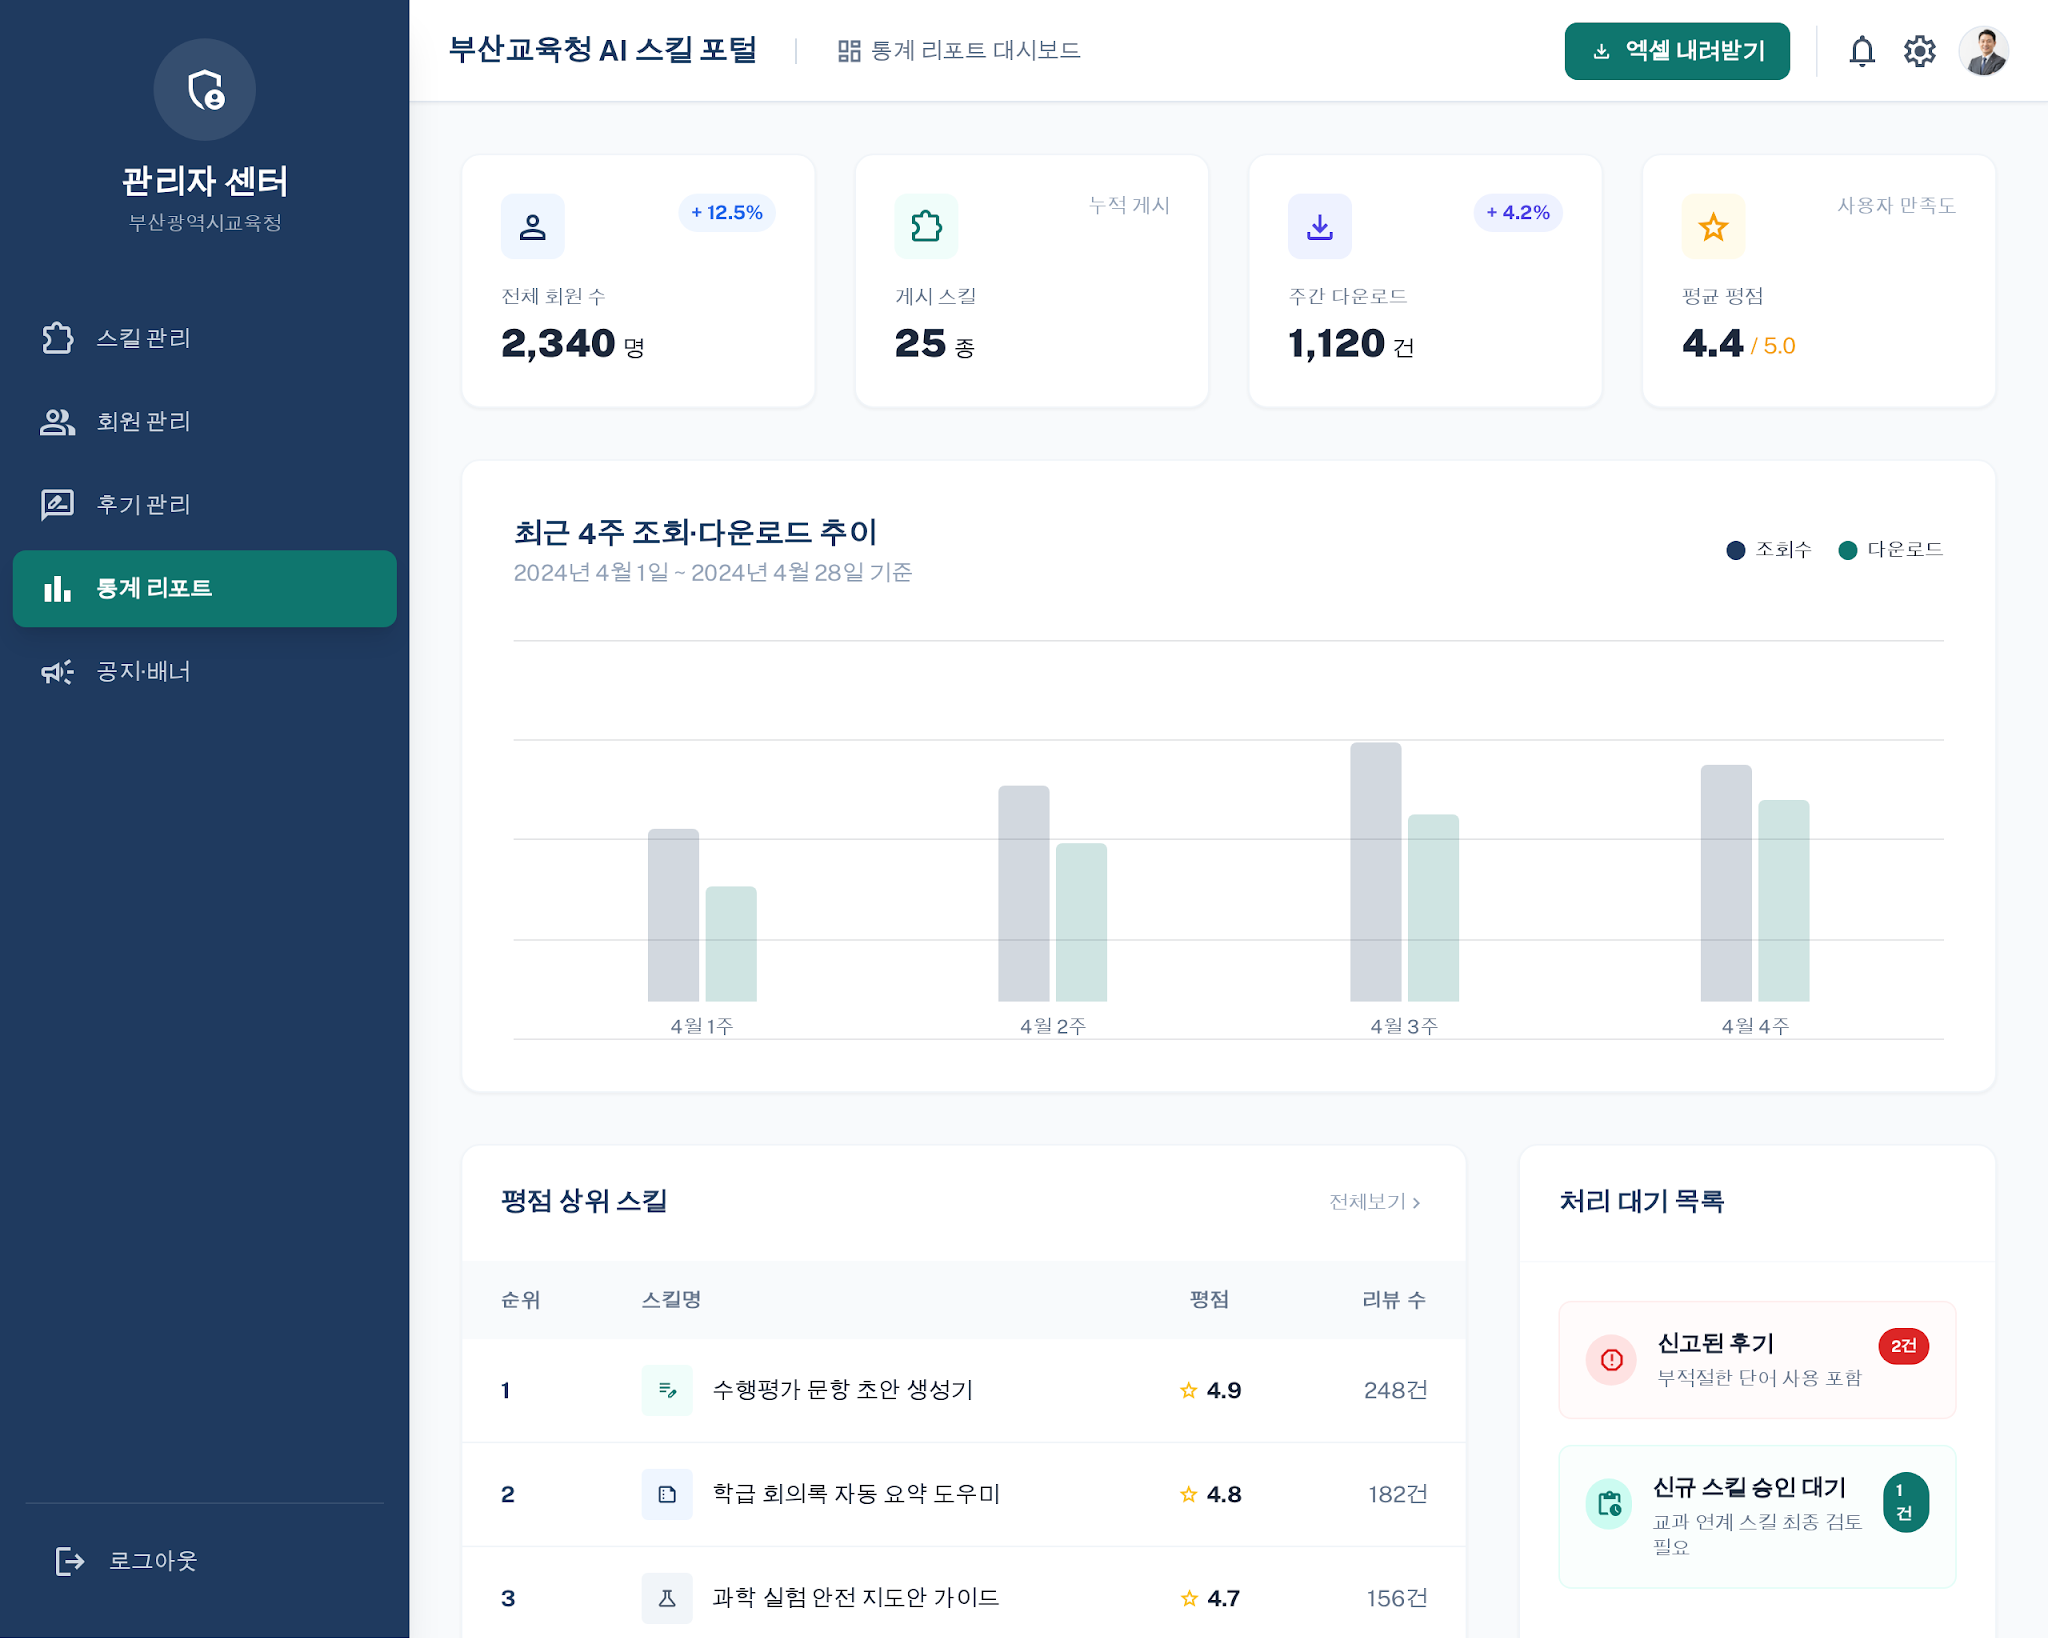 관리자 센터
부산광역시교육청
스킬 관리
회원 관리
후기 관리
통계 리포트
공지·배너
로그아웃
부산교육청 AI 스킬 포털
통계 리포트 대시보드
엑셀 내려받기
+ 12.5%
전체 회원 수
2,340 명
누적 게시
게시 스킬
25 종
+ 4.2%
주간 다운로드
1,120 건
사용자 만족도
평균 평점
4.4 / 5.0
최근 4주 조회·다운로드 추이
2024년 4월 1일 ~ 2024년 4월 28일 기준
조회수 다운로드
4월 1주 4월 2주 4월 3주 4월 4주
평점 상위 스킬
전체보기 ›
순위 스킬명 평점 리뷰 수
1 수행평가 문항 초안 생성기 4.9 248건
2 학급 회의록 자동 요약 도우미 4.8 182건
3 과학 실험 안전 지도안 가이드 4.7 156건
처리 대기 목록
신고된 후기
부적절한 단어 사용 포함
2건
신규 스킬 승인 대기
교과 연계 스킬 최종 검토
필요
1
건